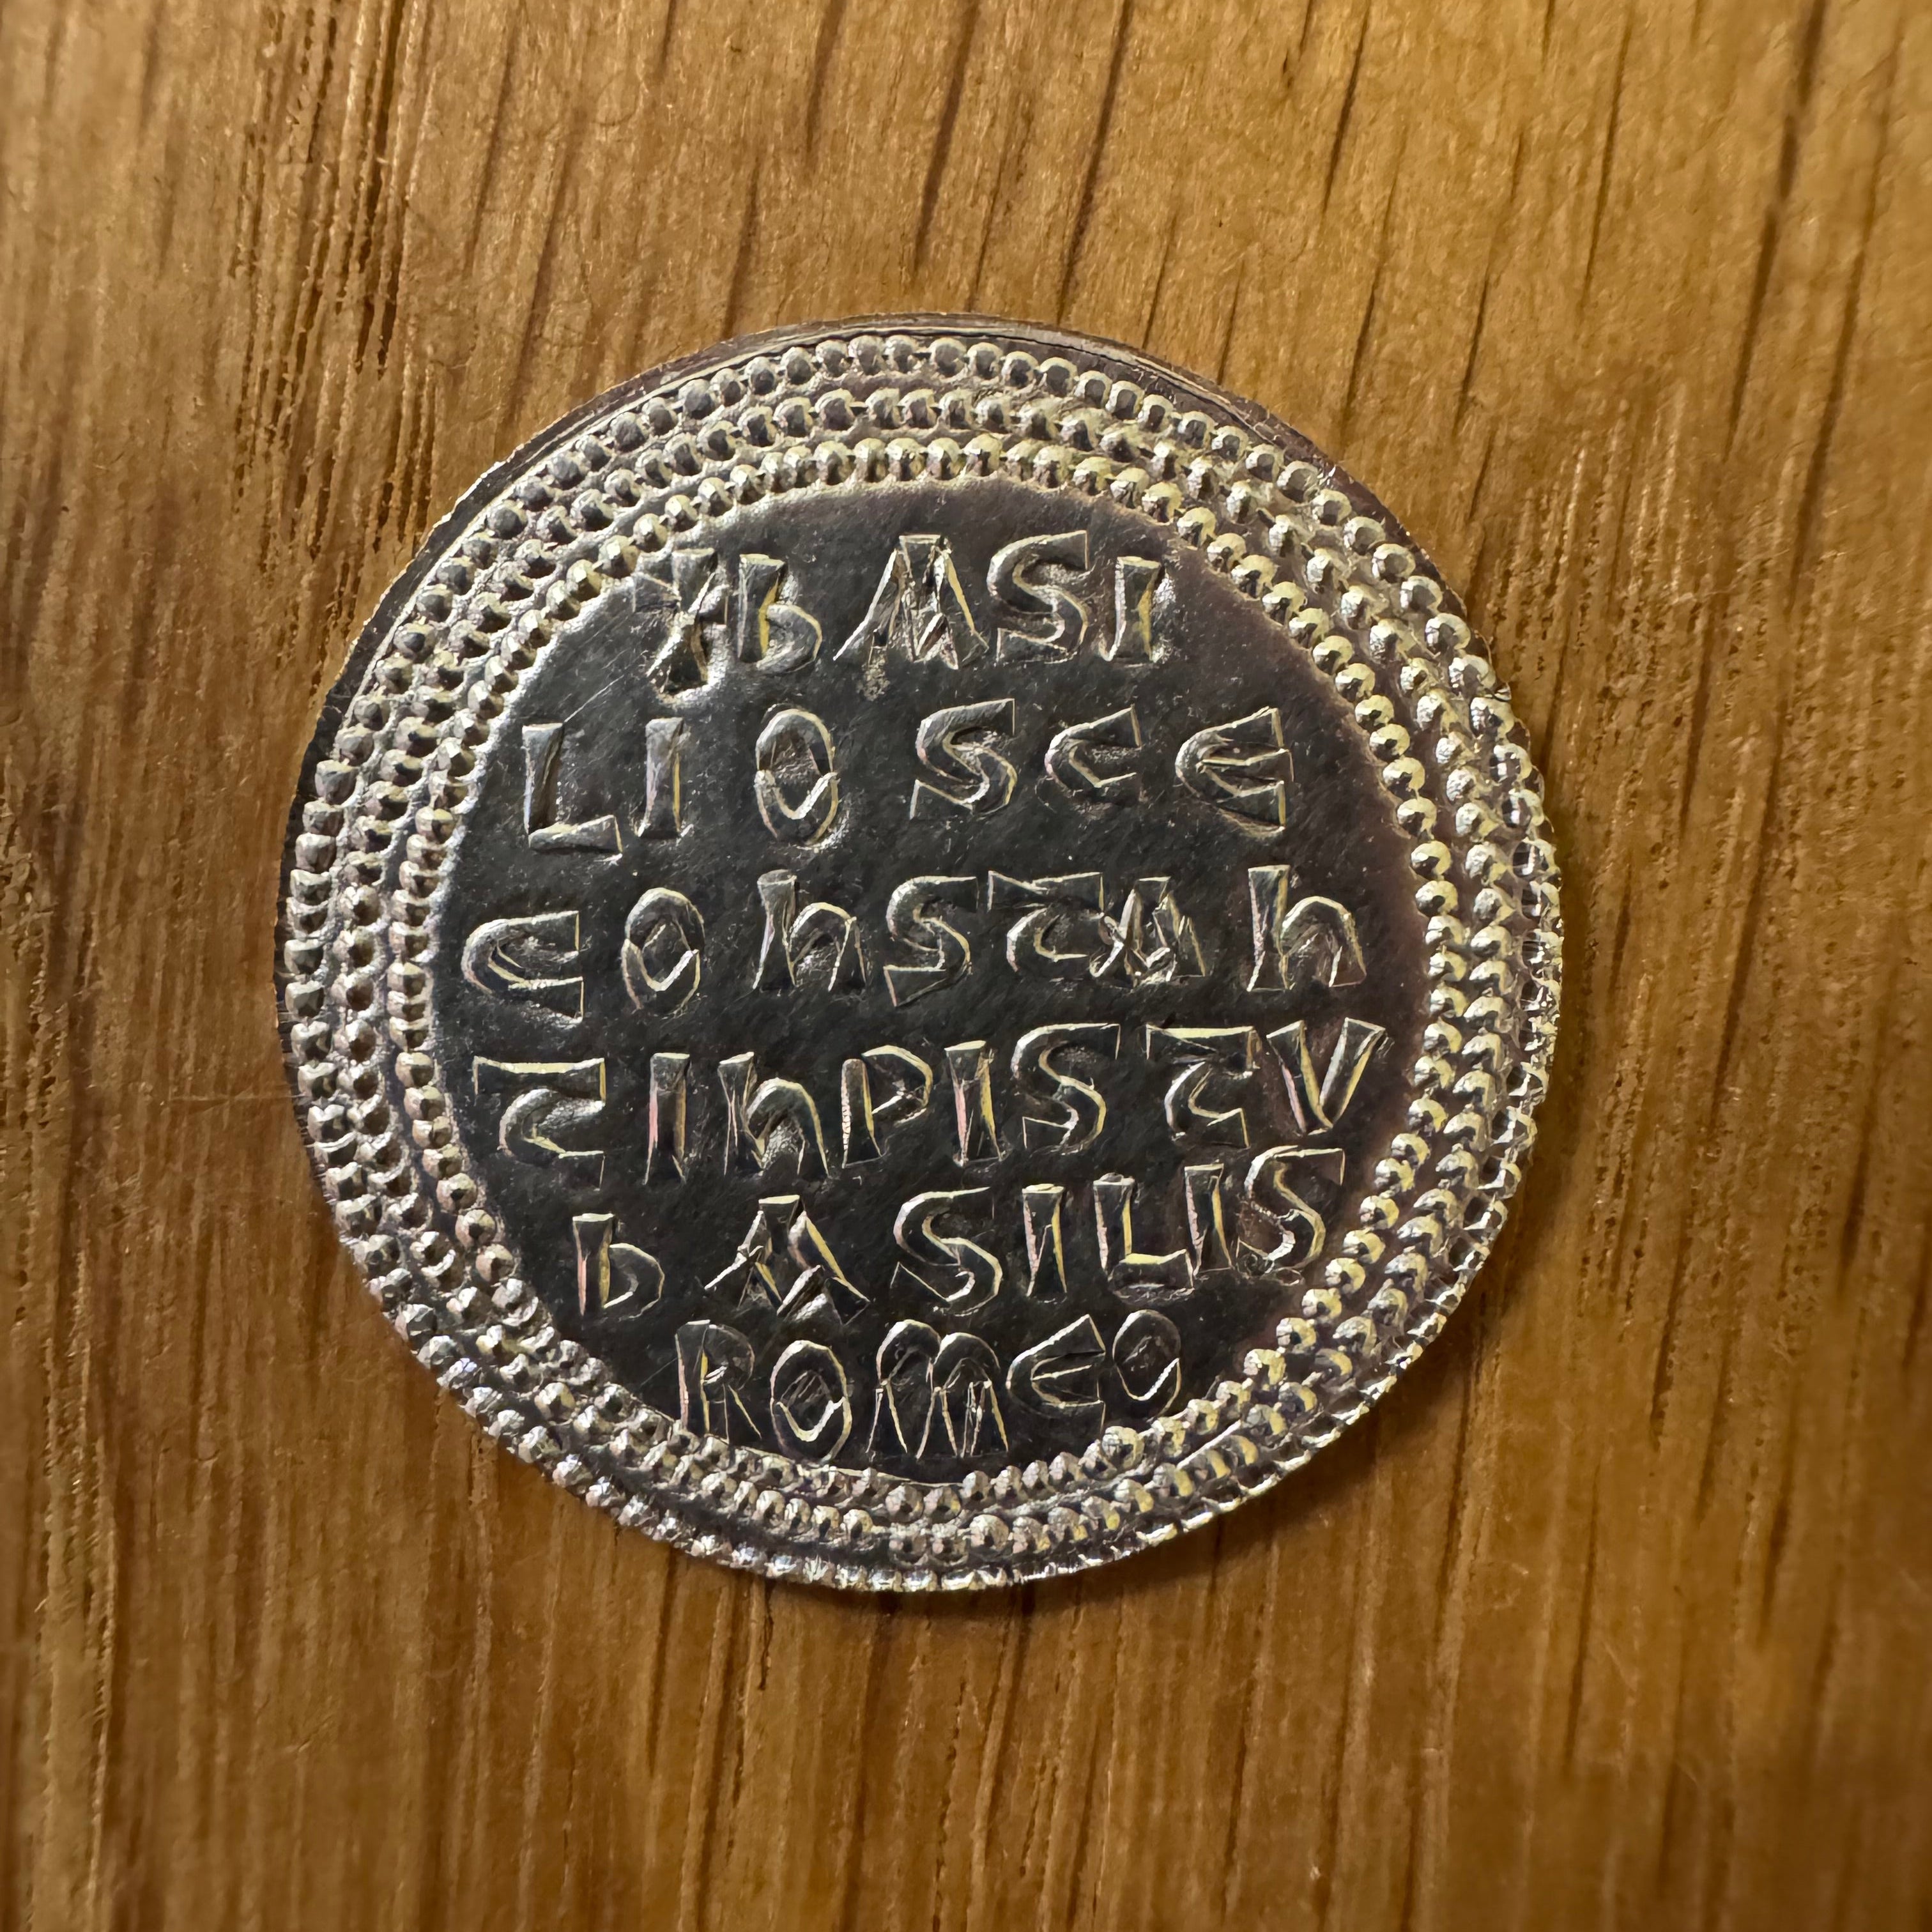 +bASI
LIOSCE
COhSTAh
TIhPISTV
bASILIS
ROMEO